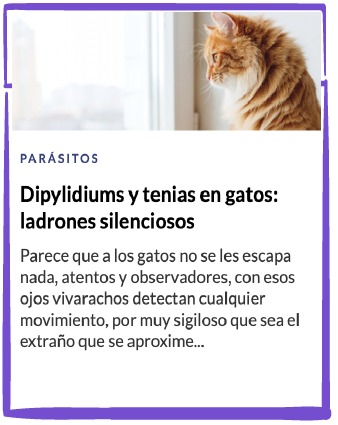 PARÁSITOS
Dipylidiums y tenias en gatos:
ladrones silenciosos
Parece que a los gatos no se les escapa
nada, atentos y observadores, con esos
ojos vivarachos detectan cualquier
movimiento, por muy sigiloso que sea el
extraño que se aproxime...